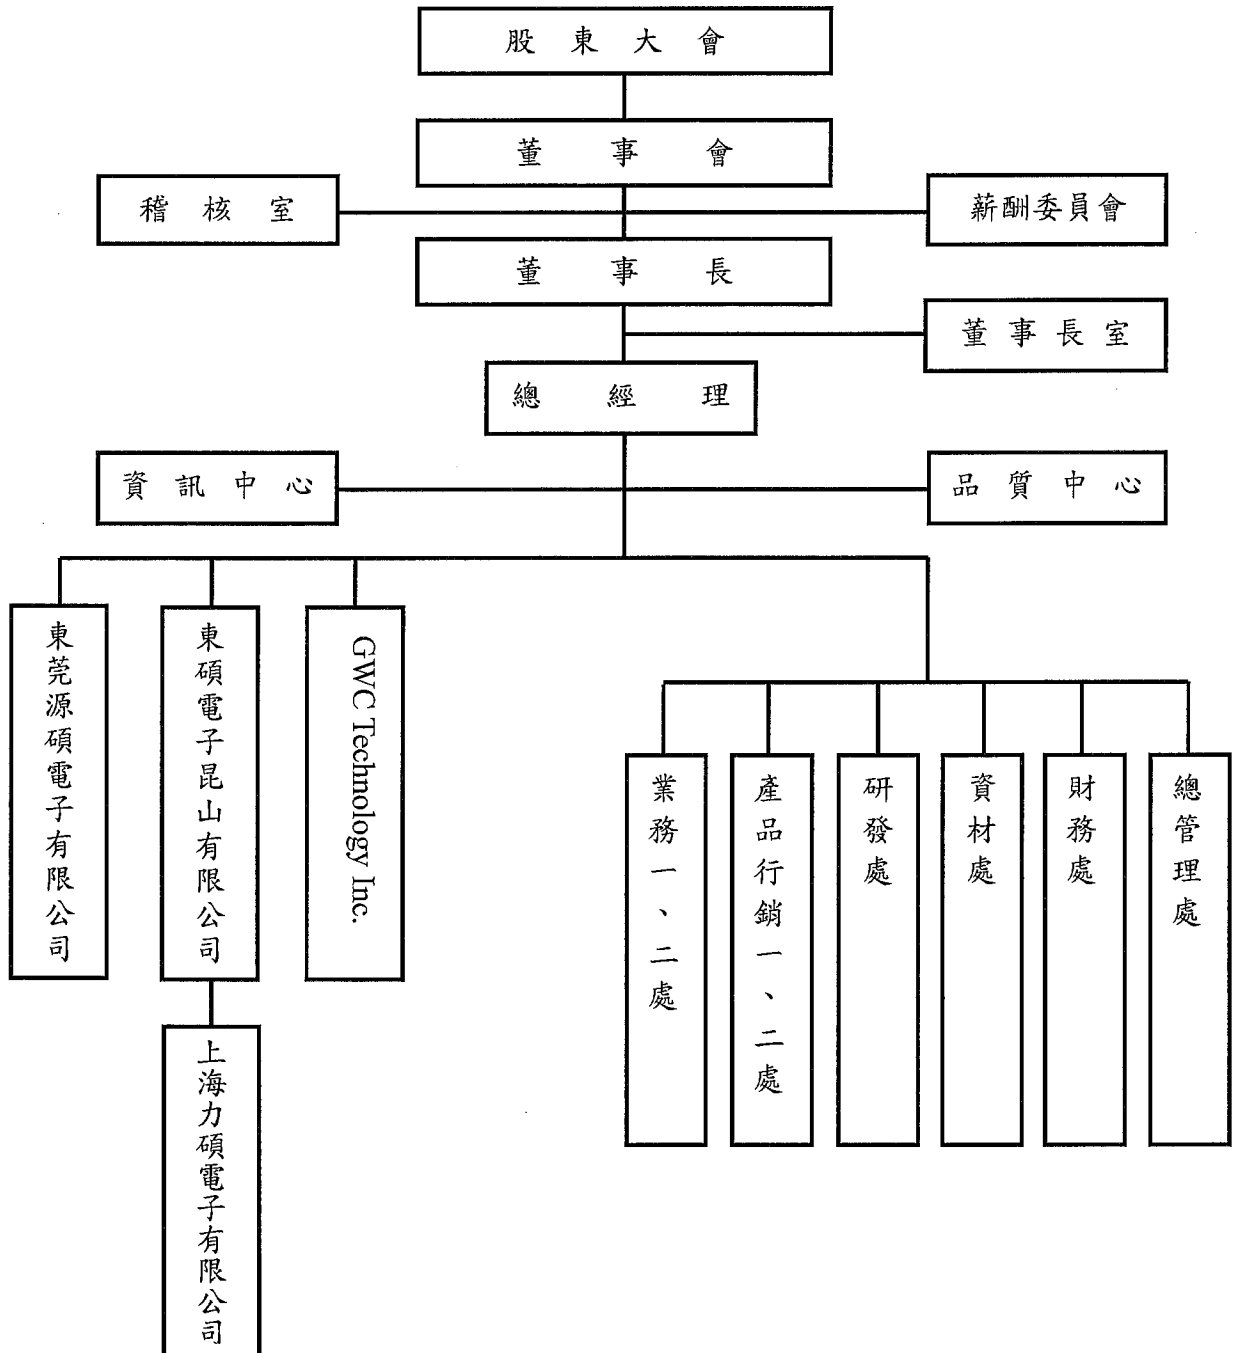 股東大會
董事會
稽核室
薪酬委員會
董事長
董事長室
總經理
資訊中心
品質中心
東莞源碩電子有限公司
東碩電子昆山有限公司
GWC Technology Inc.
業務一、二處
產品行銷一、二處
研發處
資材處
財務處
總管理處
上海力碩電子有限公司